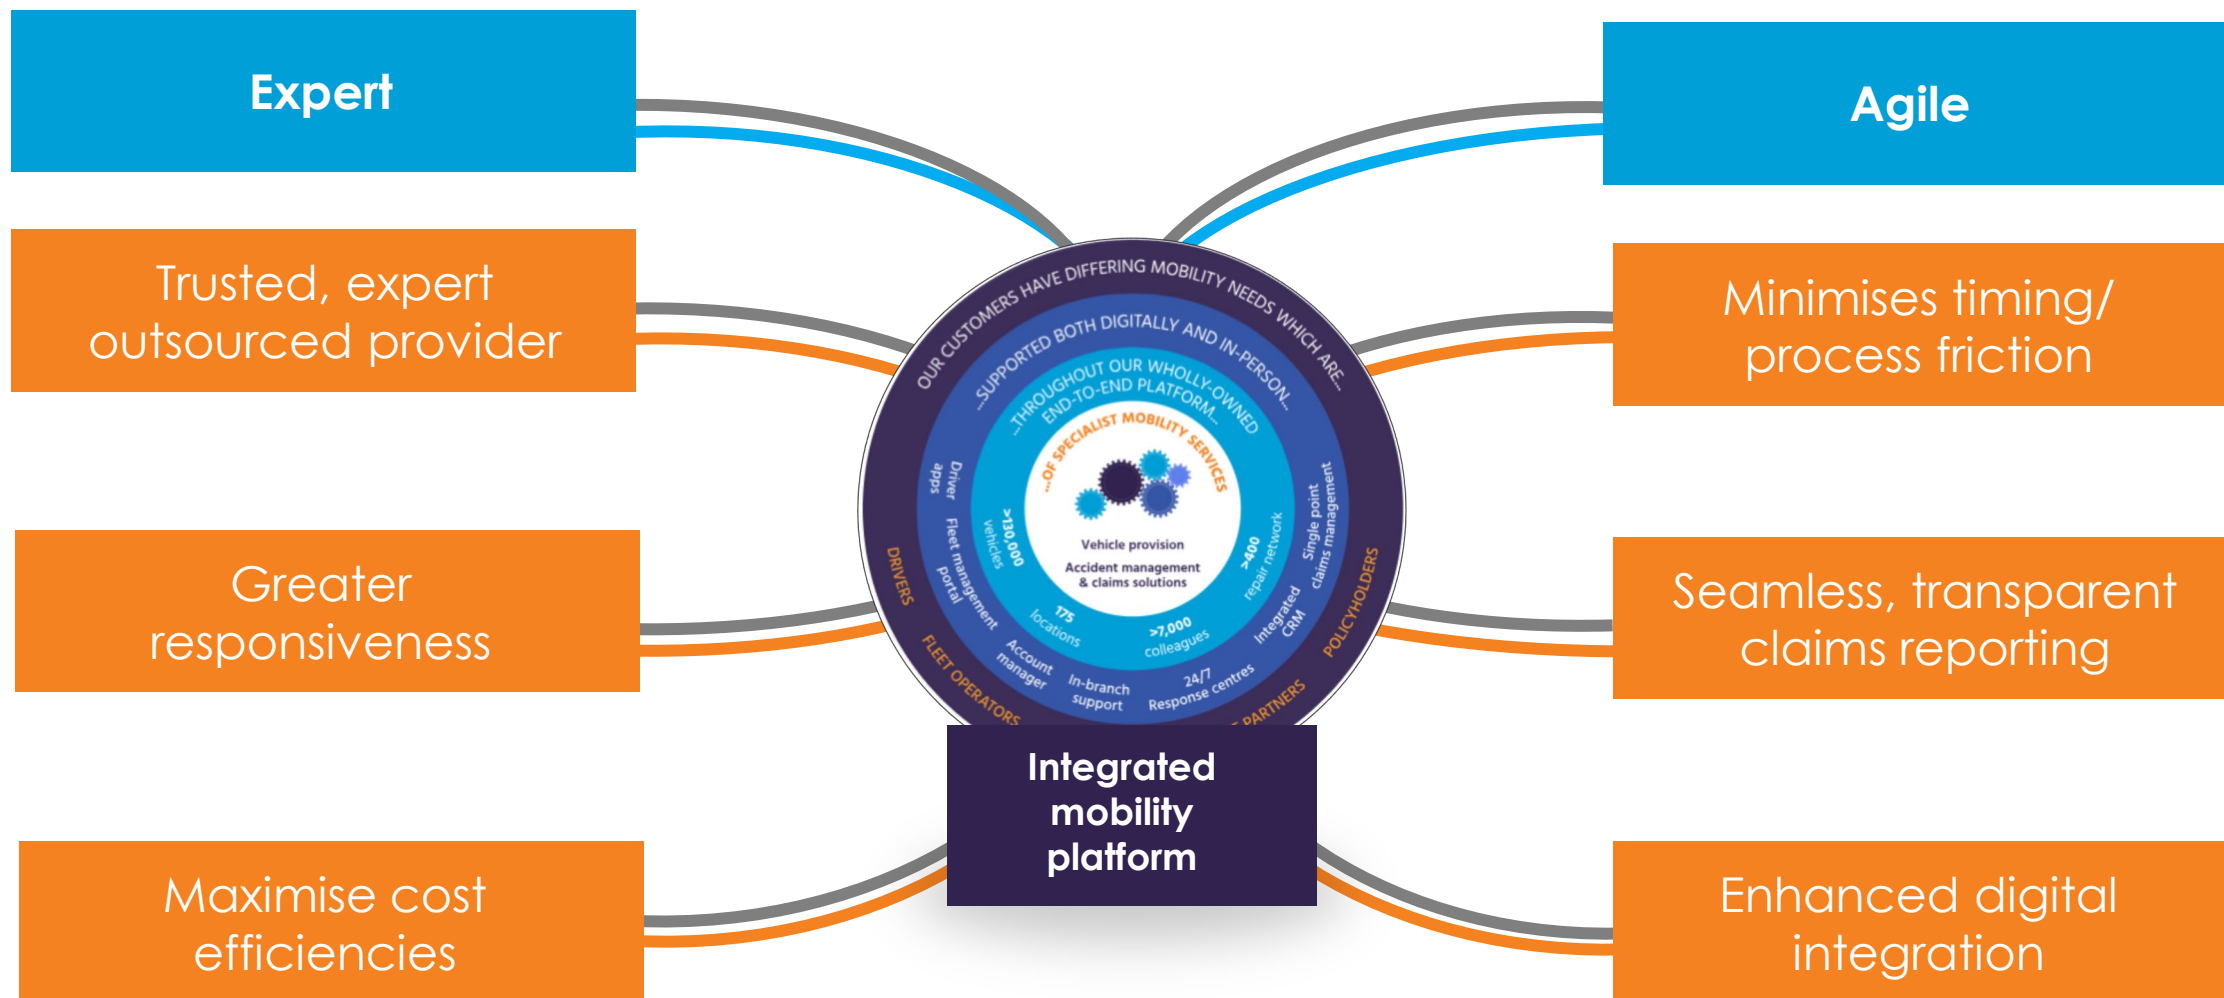 Expert
Agile
Trusted, expert
outsourced provider
Minimises timing/
process friction
Greater
responsiveness
Seamless, transparent
claims reporting
Maximise cost
efficiencies
Enhanced digital
integration
OUR CUSTOMERS HAVE DIFFERING MOBILITY NEEDS WHICH ARE...
...SUPPORTED BOTH DIGITALLY AND IN-PERSON...
...THROUGHOUT OUR WHOLLY-OWNED
END-TO-END PLATFORM...
...OF SPECIALIST MOBILITY SERVICES
Vehicle provision
Accident management
& claims solutions
>130,000
vehicles
175
locations
>7,000
colleagues
>400
repair network
Driver
apps
Fleet management
portal
Account
manager
In-branch
support
24/7
Response centres
Integrated
CRM
Single point
claims management
DRIVERS
FLEET OPERATORS
PARTNERS
POLICYHOLDERS
Integrated
mobility
platform